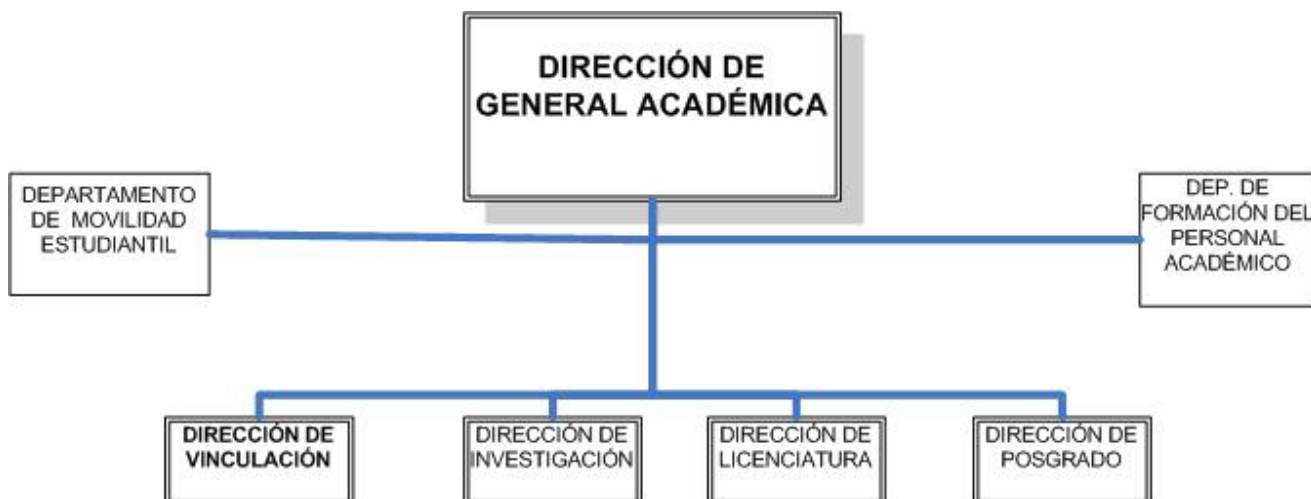 DIRECCIÓN DE
GENERAL ACADÉMICA
DEPARTAMENTO
DE MOVILIDAD
ESTUDIANTIL
DEP. DE
FORMACIÓN DEL
PERSONAL
ACADÉMICO
DIRECCIÓN DE
VINCULACIÓN
DIRECCIÓN DE
INVESTIGACIÓN
DIRECCIÓN DE
LICENCIATURA
DIRECCIÓN DE
POSGRADO